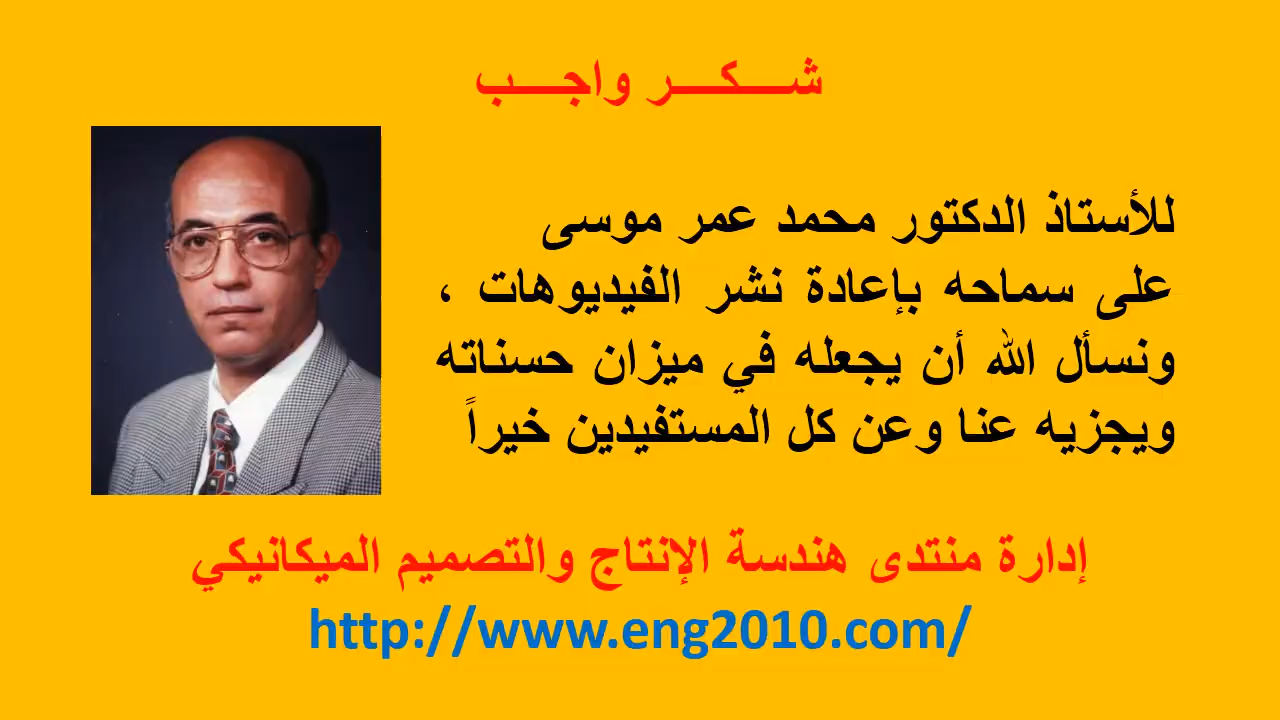 شـــكـــر واجـــب
للأستاذ الدكتور محمد عمر موسى
على سماحه بإعادة نشر الفيديوهات ،
ونسأل الله أن يجعله في ميزان حسناته
ويجزيه عنا وعن كل المستفيدين خيراً
إدارة منتدى هندسة الإنتاج والتصميم الميكانيكي
http://www.eng2010.com/